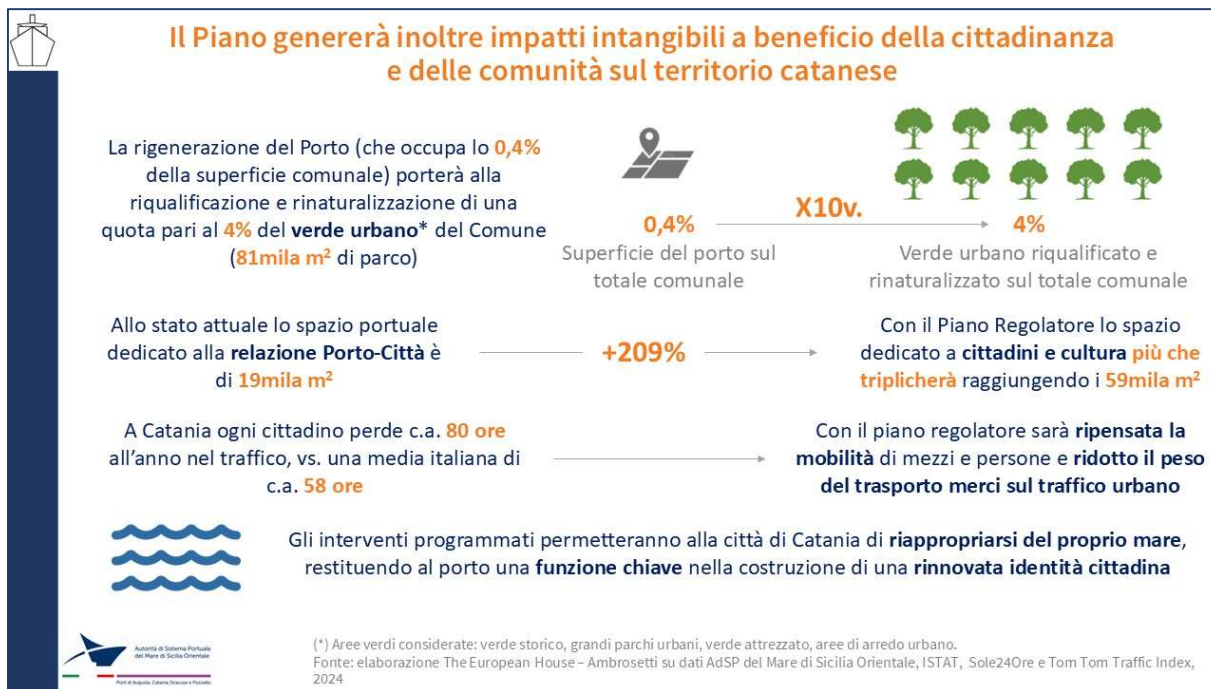 Il Piano genererà inoltre impatti intangibili a beneficio della cittadinanza
e delle comunità sul territorio catanese
La rigenerazione del Porto (che occupa lo 0,4%
della superficie comunale) porterà alla
riqualificazione e rinaturalizzazione di una
quota pari al 4% del verde urbano* del Comune
(81mila m² di parco)
X10v.
0,4%
Superficie del porto sul
totale comunale
4%
Verde urbano riqualificato e
rinaturalizzato sul totale comunale
Allo stato attuale lo spazio portuale
dedicato alla relazione Porto-Città è
di 19mila m²
+209%
Con il Piano Regolatore lo spazio
dedicato a cittadini e cultura più che
triplicherà raggiungendo i 59mila m²
A Catania ogni cittadino perde c.a. 80 ore
all'anno nel traffico, vs. una media italiana di
c.a. 58 ore
Con il piano regolatore sarà ripensata la
mobilità di mezzi e persone e ridotto il peso
del trasporto merci sul traffico urbano
Gli interventi programmati permetteranno alla città di Catania di riappropriarsi del proprio mare,
restituendo al porto una funzione chiave nella costruzione di una rinnovata identità cittadina
Autorità di Sistema Portuale
del Mare di Sicilia Orientale
Porti di Augusta, Catania, Siracusa e Pozzallo
(*) Aree verdi considerate: verde storico, grandi parchi urbani, verde attrezzato, aree di arredo urbano.
Fonte: elaborazione The European House – Ambrosetti su dati AdSP del Mare di Sicilia Orientale, ISTAT, Sole24Ore e Tom Tom Traffic Index,
2024